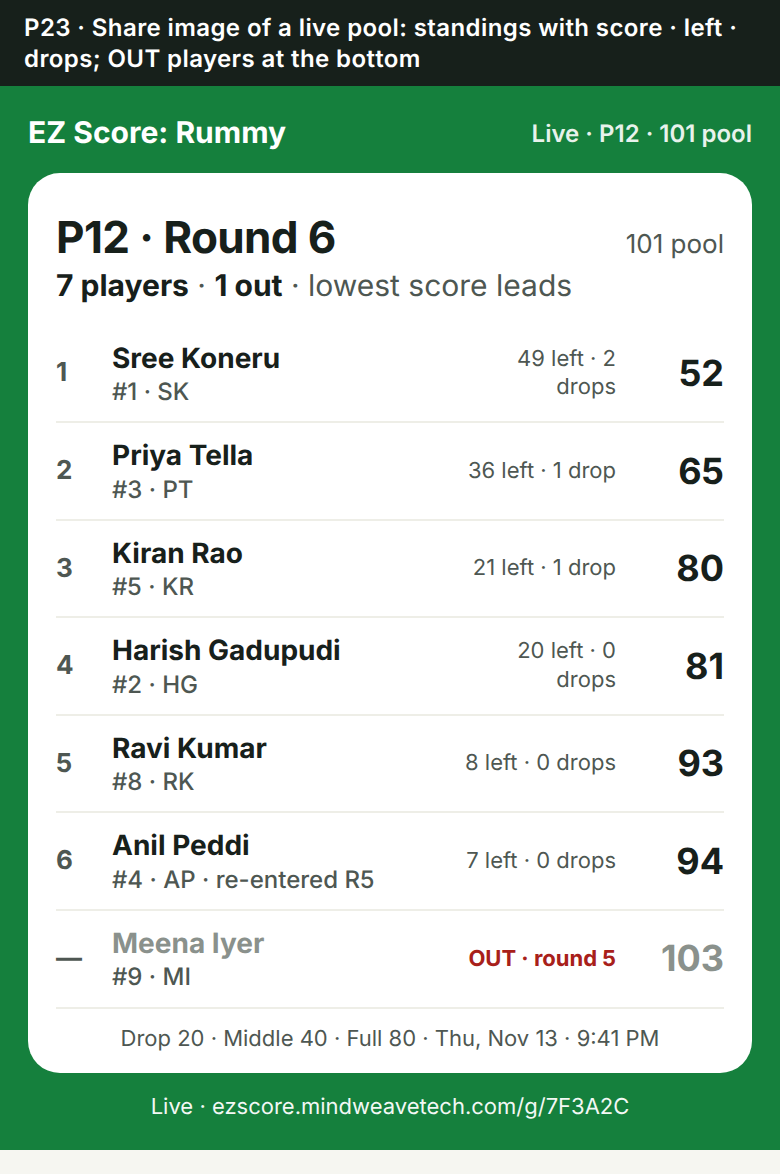 P23 · Share image of a live pool: standings with score · left ·
drops; OUT players at the bottom
EZ Score: Rummy
Live · P12 · 101 pool
P12 · Round 6
101 pool
7 players · 1 out · lowest score leads
1
Sree Koneru
#1 · SK
49 left · 2
drops
52
2
Priya Tella
#3 · PT
36 left · 1 drop
65
3
Kiran Rao
#5 · KR
21 left · 1 drop
80
4
Harish Gadupudi
#2 · HG
20 left · 0
drops
81
5
Ravi Kumar
#8 · RK
8 left · 0 drops
93
6
Anil Peddi
#4 · AP · re-entered R5
7 left · 0 drops
94
—
Meena Iyer
#9 · MI
OUT · round 5
103
Drop 20 · Middle 40 · Full 80 · Thu, Nov 13 · 9:41 PM
Live · ezscore.mindweavetech.com/g/7F3A2C